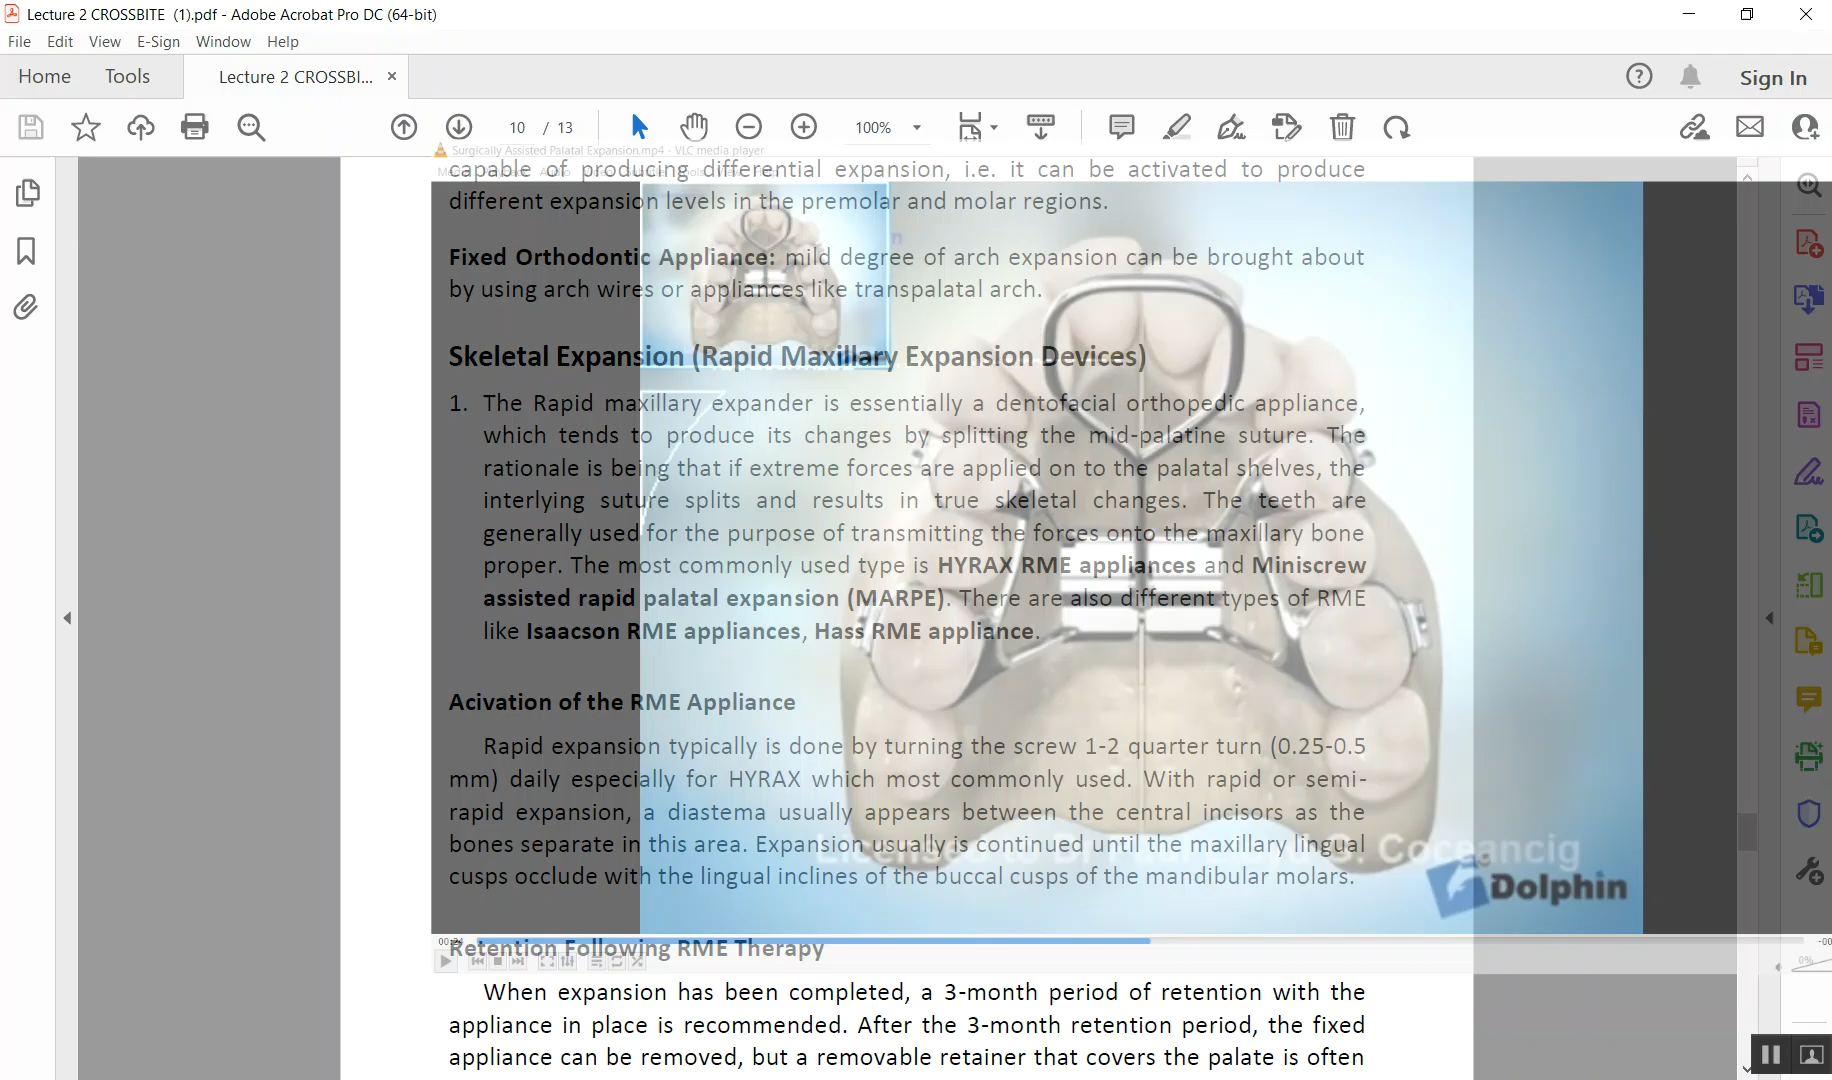 Lecture 2 CROSSBITE (1).pdf - Adobe Acrobat Pro DC (64-bit)
File Edit View E-Sign Window Help
Home Tools Lecture 2 CROSSBI... × Sign In
10 / 13 100%
Surgically Assisted Palatal Expansion.mp4 - VLC media player
capable of producing differential expansion, i.e. it can be activated to produce
different expansion levels in the premolar and molar regions.
Fixed Orthodontic Appliance: mild degree of arch expansion can be brought about
by using arch wires or appliances like transpalatal arch.
Skeletal Expansion (Rapid Maxillary Expansion Devices)
1. The Rapid maxillary expander is essentially a dentofacial orthopedic appliance,
which tends to produce its changes by splitting the mid-palatine suture. The
rationale is being that if extreme forces are applied on to the palatal shelves, the
interlying suture splits and results in true skeletal changes. The teeth are
generally used for the purpose of transmitting the forces onto the maxillary bone
proper. The most commonly used type is HYRAX RME appliances and Miniscrew
assisted rapid palatal expansion (MARPE). There are also different types of RME
like Isaacson RME appliances, Hass RME appliance.
Acivation of the RME Appliance
Rapid expansion typically is done by turning the screw 1-2 quarter turn (0.25-0.5
mm) daily especially for HYRAX which most commonly used. With rapid or semi-
rapid expansion, a diastema usually appears between the central incisors as the
bones separate in this area. Expansion usually is continued until the maxillary lingual
cusps occlude with the lingual inclines of the buccal cusps of the mandibular molars.
Licensed to
Dolphin
Retention Following RME Therapy
0%
When expansion has been completed, a 3-month period of retention with the
appliance in place is recommended. After the 3-month retention period, the fixed
appliance can be removed, but a removable retainer that covers the palate is often